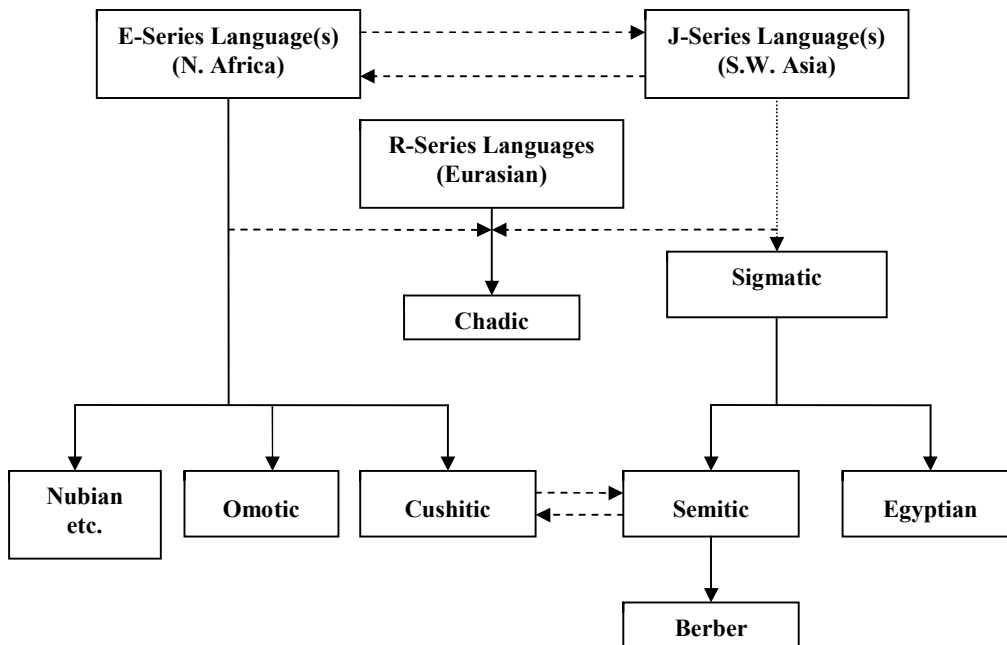 E-Series Language(s)
(N. Africa)
J-Series Language(s)
(S.W. Asia)
R-Series Languages
(Eurasian)
Sigmatic
Chadic
Nubian
etc.
Omotic
Cushitic
Semitic
Egyptian
Berber